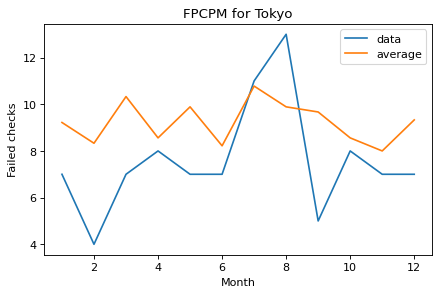 FPCPM for Tokyo
data
average
Failed checks
12
10
8
6
4
2 4 6 8 10 12
Month